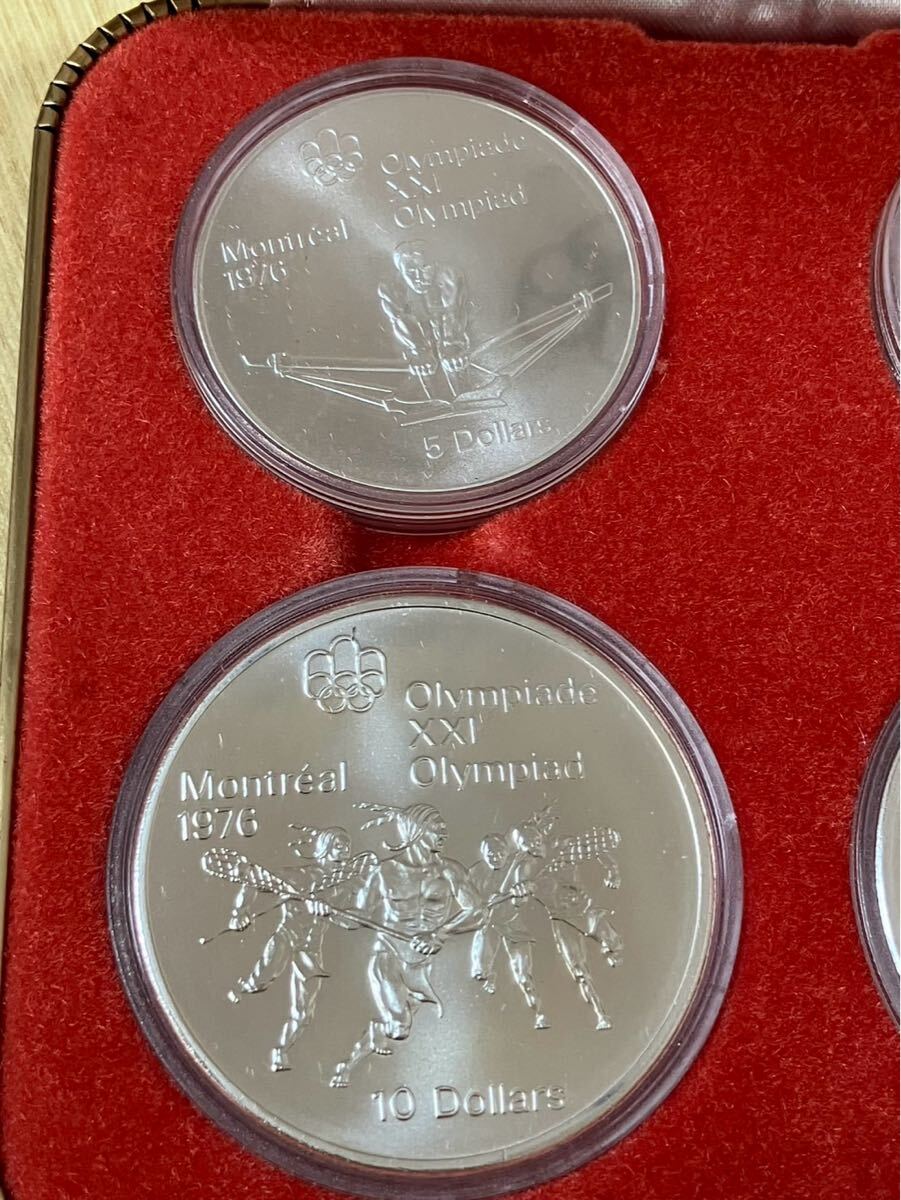 Olympiade
XXI
Olympiad
Montréal
1976
5 Dollars
Olympiade
XXI
Olympiad
Montréal
1976
10 Dollars